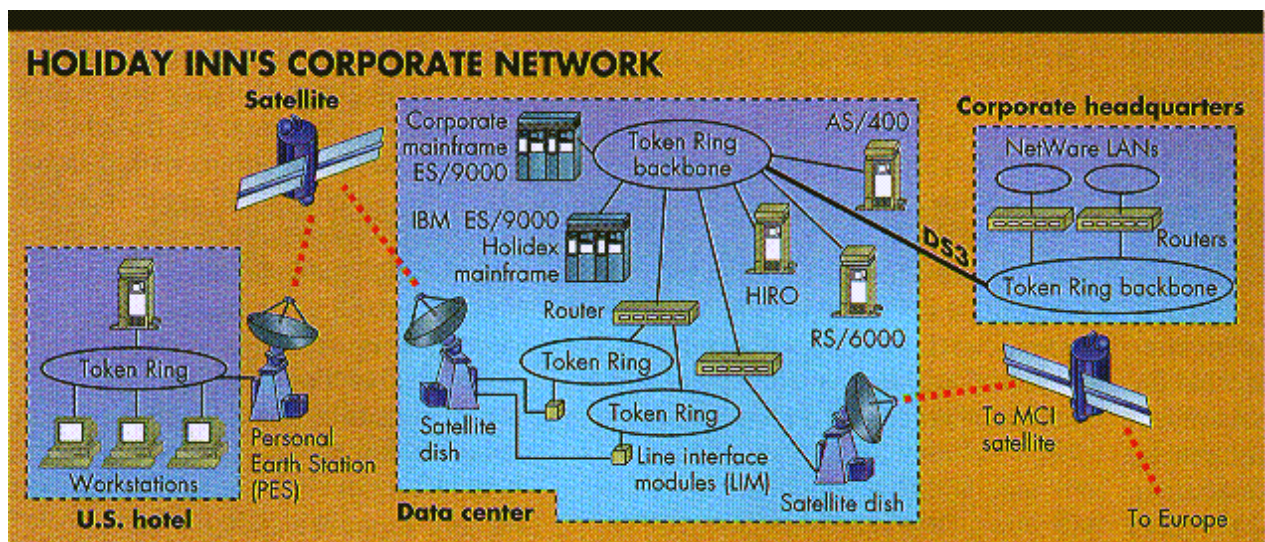 HOLIDAY INN'S CORPORATE NETWORK
Satellite
Corporate
mainframe
ES/9000
Token Ring
backbone
AS/400
Corporate headquarters
NetWare LANs
IBM ES/9000
Holidex
mainframe
HIRO
RS/6000
DS3
Routers
Token Ring backbone
Router
Token Ring
Token Ring
Token Ring
Workstations
U.S. hotel
Personal
Earth Station
(PES)
Satellite
dish
Line interface
modules (LIM)
Satellite dish
Data center
To MCI
satellite
To Europe